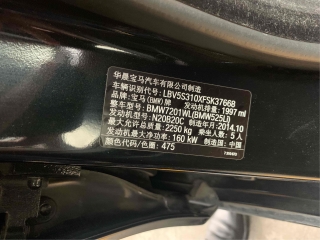 华晨宝马汽车有限公司制造
车辆识别代号: LBV5S310XFSK37668
品牌: 宝马(BMW)牌 发动机排量: 1997 ml
整车型号: BMW7201WL(BMW525Li)
发动机型号: N20B20C 制造年月: 2014.10
最大允许总质量: 2250 kg 乘坐人数: 5 人
发动机最大净功率: 160 kW 制造国: 中国
颜色代码/色圈: 475